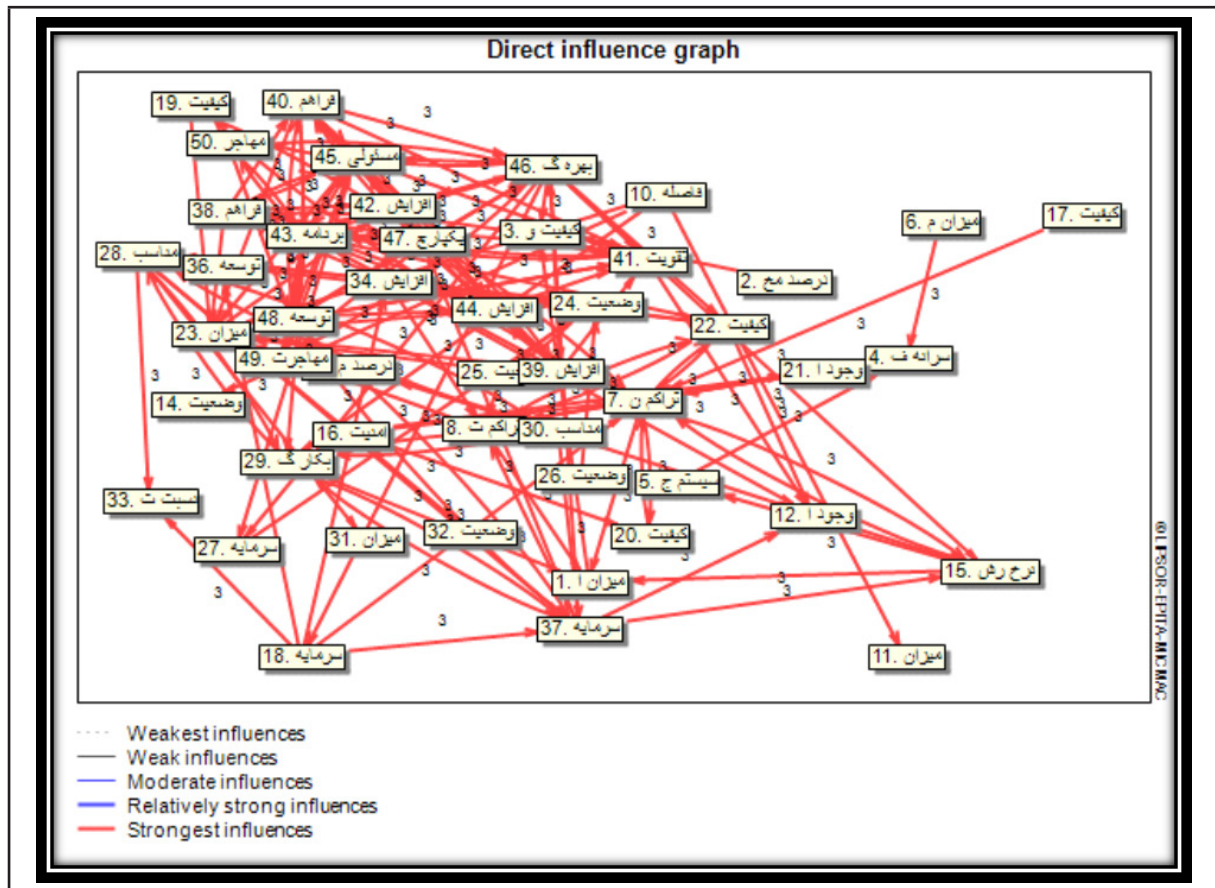 Direct influence graph
19. کیفیت
40. فراهم
50. مهاجر
45. مسئولی
46. بهره گ
10. فاصله
38. فراهم
42. افزایش
43. برنامه
47. یکپارچ
3. کیفیت و
6. میزان م
17. کیفیت
28. مناسب
36. توسعه
34. افزایش
41. تقویت
2. درصد مح
48. توسعه
44. افزایش
24. وضعیت
23. میزان
22. کیفیت
49. مهاجرت
درصد م
25.
39. افزایش
21. وجود ا
4. سرانه ف
14. وضعیت
7. تراکم ن
16. امنیت
8. تراکم ت
30. مناسب
29. بکار گ
26. وضعیت
5. سیستم ج
33. نسبت ت
12. وجود ا
27. سرمایه
31. میزان
32. وضعیت
20. کیفیت
1. میزان ا
15. نرخ رش
37. سرمایه
18. سرمایه
11. میزان
© LIPSOR-EPITA-MICMAC
Weakest influences
Weak influences
Moderate influences
Relatively strong influences
Strongest influences